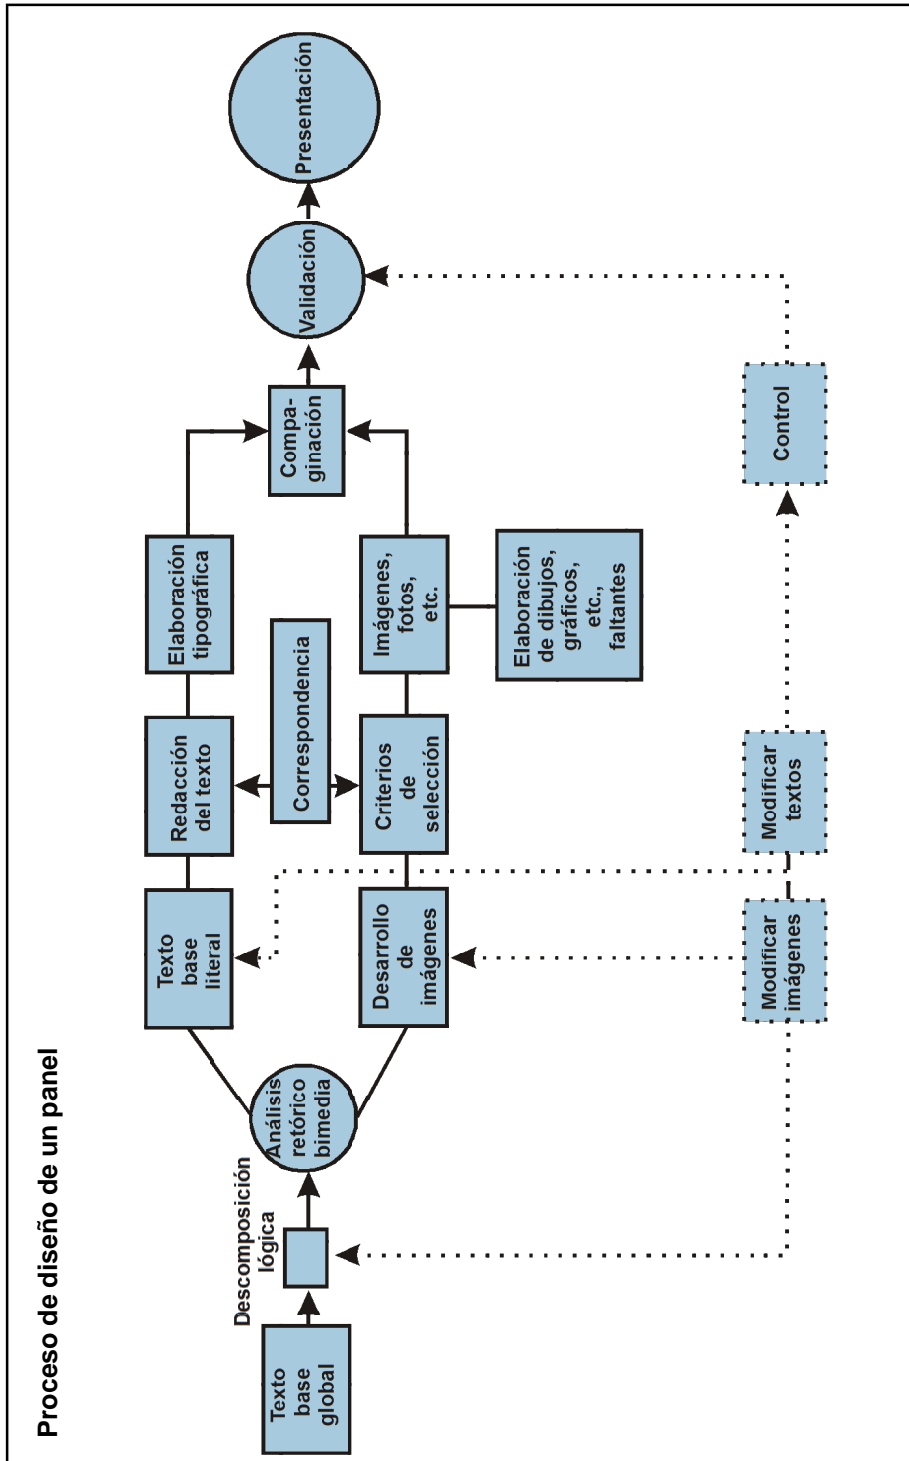 Proceso de diseño de un panel
Texto
base
global
Descomposición
lógica
Análisis
retórico
bimedia
Texto
base
literal
Redacción
del texto
Elaboración
tipográfica
Correspondencia
Desarrollo
de
imágenes
Criterios
de
selección
Imágenes,
fotos,
etc.
Elaboración
de dibujos,
gráficos,
etc.,
faltantes
Compa-
ginación
Validación
Presentación
Modificar
imágenes
Modificar
textos
Control